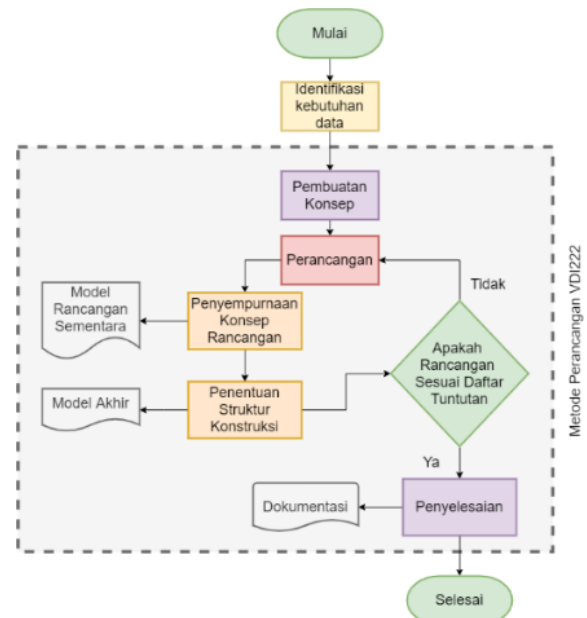 Mulai
Identifikasi
kebutuhan
data
Pembuatan
Konsep
Perancangan
Tidak
Model
Rancangan
Sementara
Penyempurnaan
Konsep
Rancangan
Apakah
Rancangan
Sesuai Daftar
Tuntutan
Model Akhir
Penentuan
Struktur
Konstruksi
Ya
Dokumentasi
Penyelesaian
Selesai
Metode Perancangan VDI222